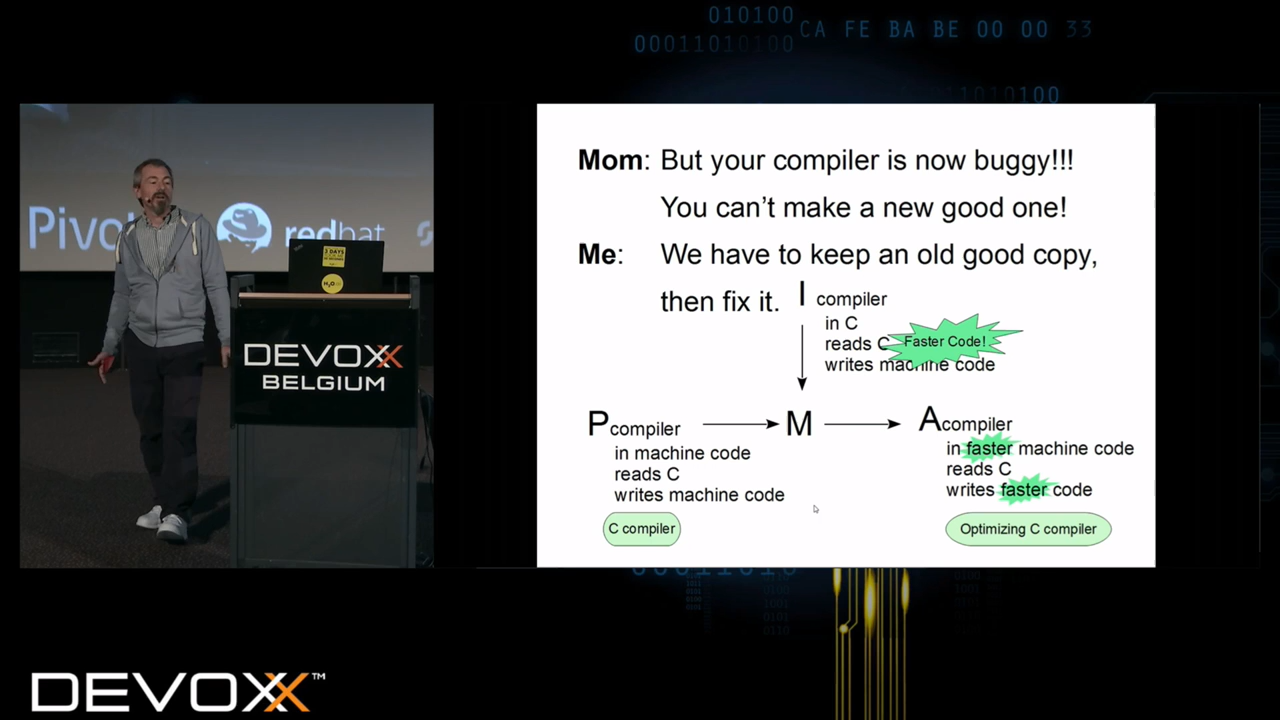 010100
00011010100
CA FE BA BE 00 00 33
11010100
Mom: But your compiler is now buggy!!!
You can't make a new good one!
Me: We have to keep an old good copy,
then fix it.
I compiler
in C
reads C
Faster Code!
writes machine code
P compiler
in machine code
reads C
writes machine code
C compiler
M
A compiler
in faster machine code
reads C
writes faster code
Optimizing C compiler
redhat
H2O
DEVOXX
BELGIUM
DEVOXX™